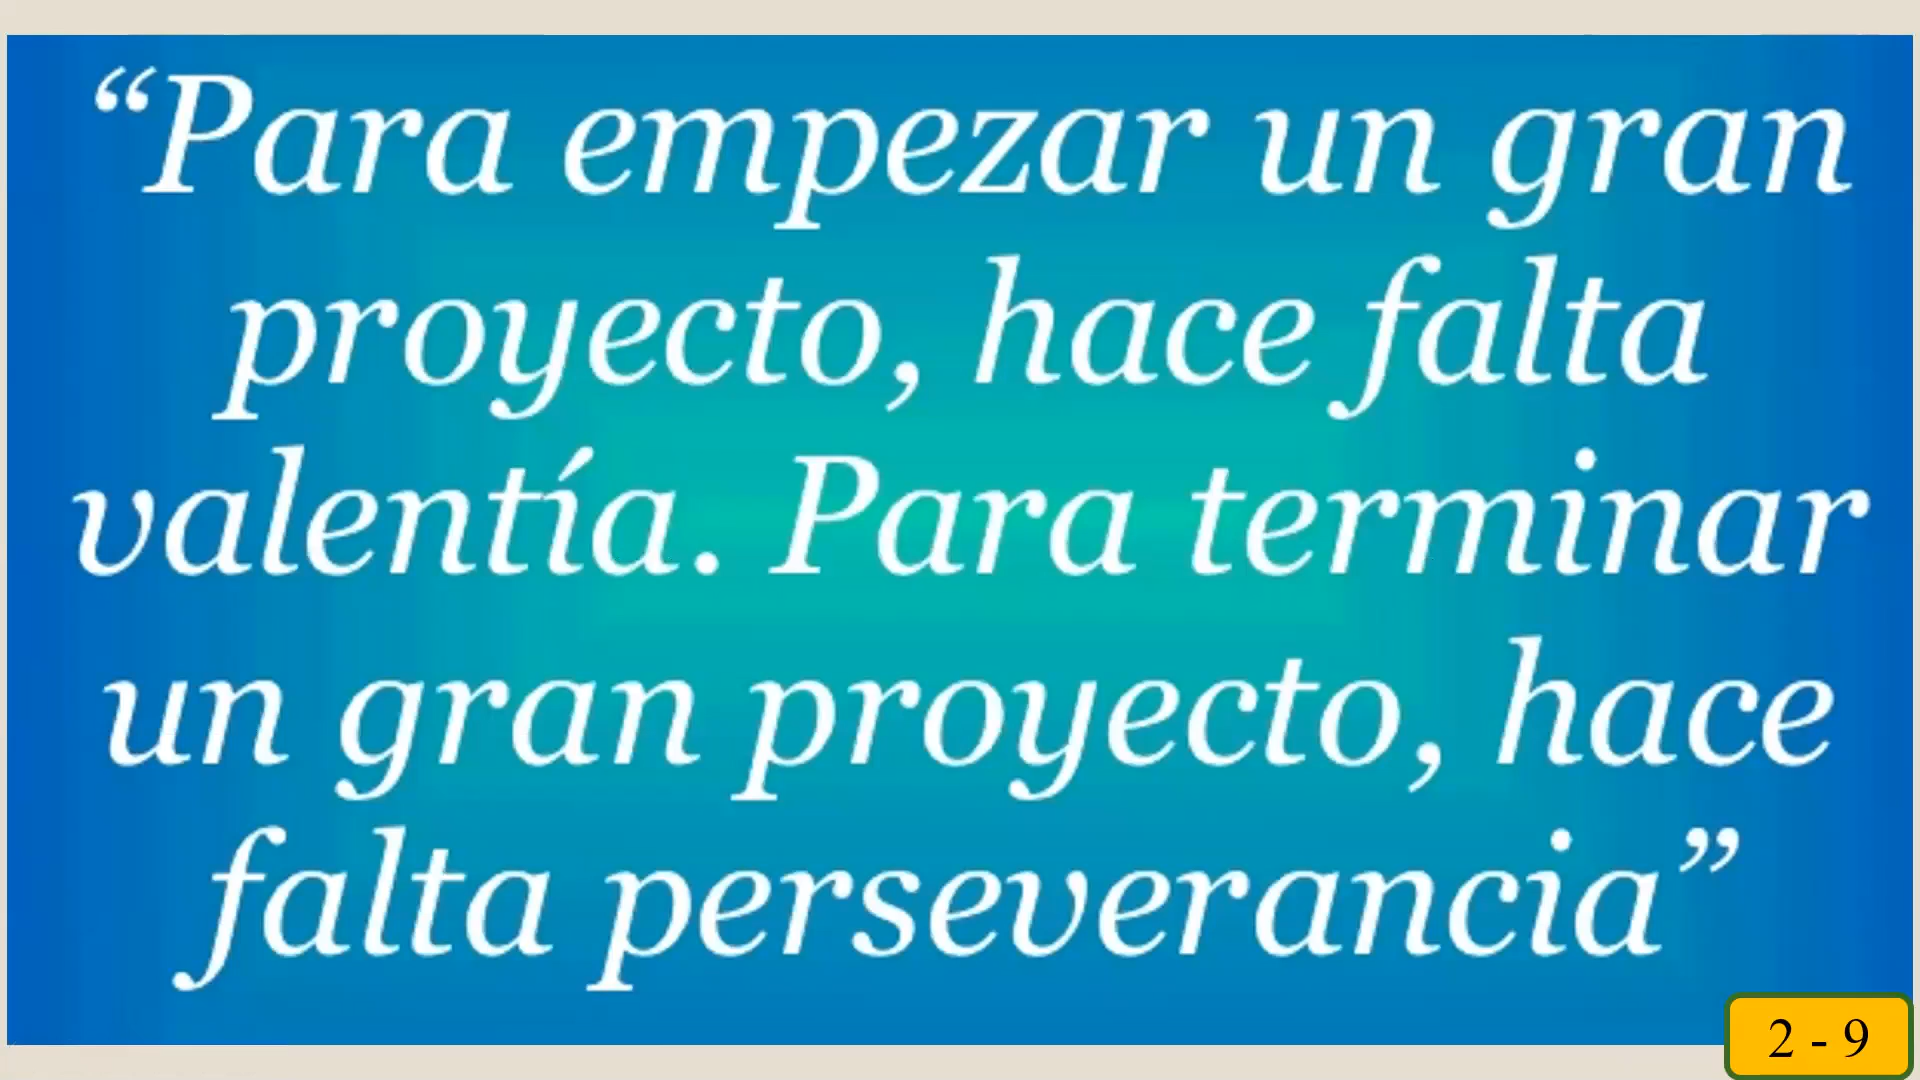 “Para empezar un gran
proyecto, hace falta
valentía. Para terminar
un gran proyecto, hace
falta perseverancia”
2 - 9